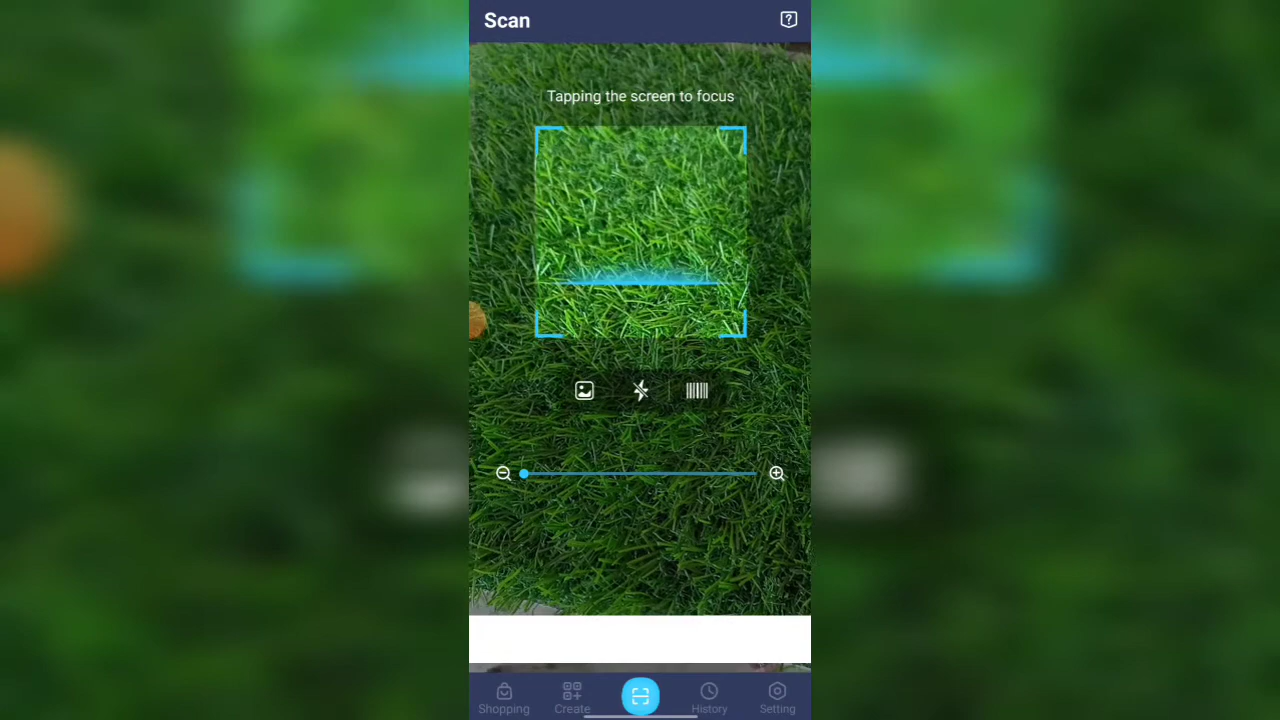 Scan
Tapping the screen to focus
Shopping
Create
History
Setting